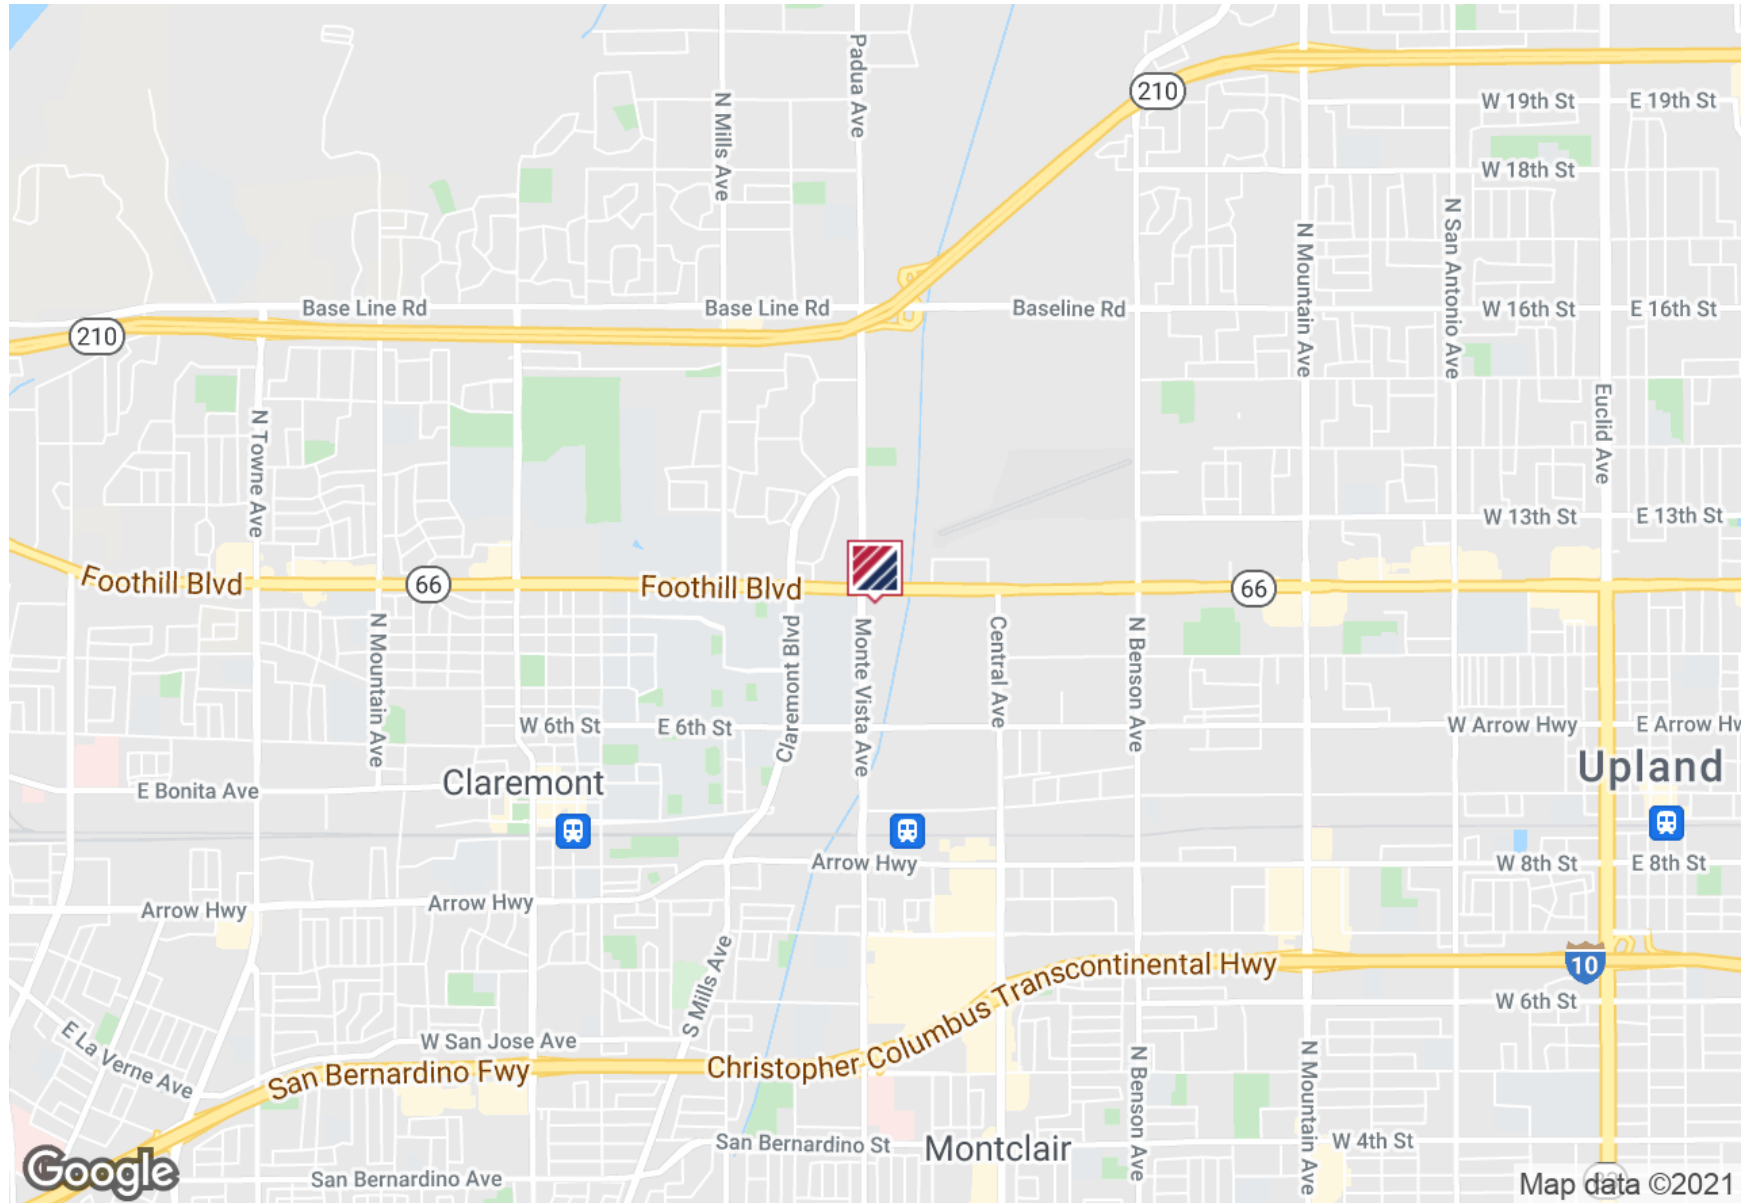 Padua Ave
N Mills Ave
210
W 19th St
E 19th St
W 18th St
N San Antonio Ave
N Mountain Ave
Base Line Rd
Base Line Rd
Baseline Rd
W 16th St
E 16th St
210
Euclid Ave
N Towne Ave
W 13th St
E 13th St
Foothill Blvd
66
Foothill Blvd
66
N Mountain Ave
Claremont Blvd
Monte Vista Ave
Central Ave
N Benson Ave
W 6th St
E 6th St
W Arrow Hwy
E Arrow Hw
Upland
Claremont
E Bonita Ave
Arrow Hwy
W 8th St
E 8th St
Arrow Hwy
Arrow Hwy
S Mills Ave
10
Christopher Columbus Transcontinental Hwy
W 6th St
E La Verne Ave
W San Jose Ave
San Bernardino Fwy
N Benson Ave
N Mountain Ave
San Bernardino St
Montclair
W 4th St
San Bernardino Ave
Google
Map data ©2021